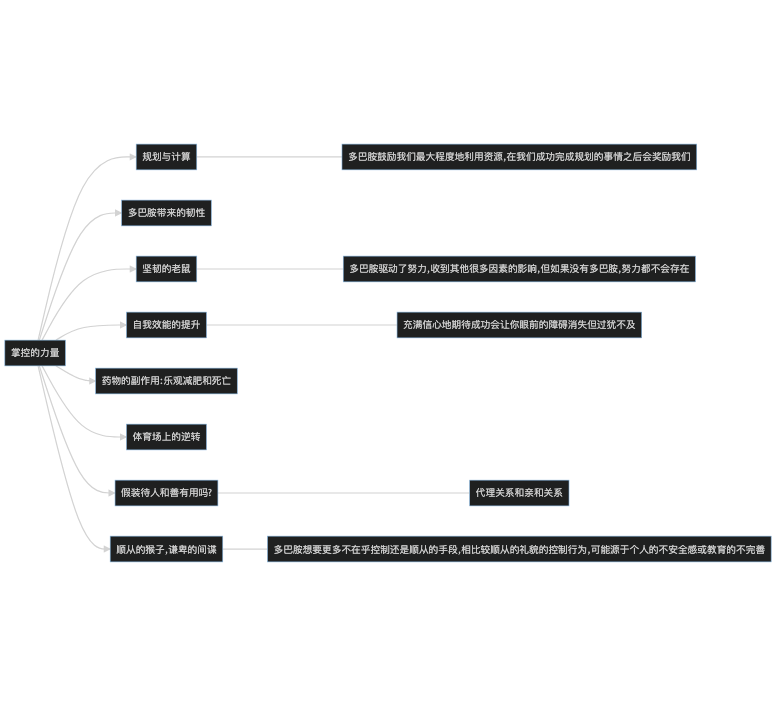 规划与计算
多巴胺鼓励我们最大程度地利用资源,在我们成功完成规划的事情之后会奖励我们
多巴胺带来的韧性
坚韧的老鼠
多巴胺驱动了努力,收到其他很多因素的影响,但如果没有多巴胺,努力都不会存在
自我效能的提升
充满信心地期待成功会让你眼前的障碍消失但过犹不及
掌控的力量
药物的副作用:乐观减肥和死亡
体育场上的逆转
假装待人和善有用吗?
代理关系和亲和关系
顺从的猴子,谦卑的间谍
多巴胺想要更多不在乎控制还是顺从的手段,相比较顺从的礼貌的控制行为,可能源于个人的不安全感或教育的不完善